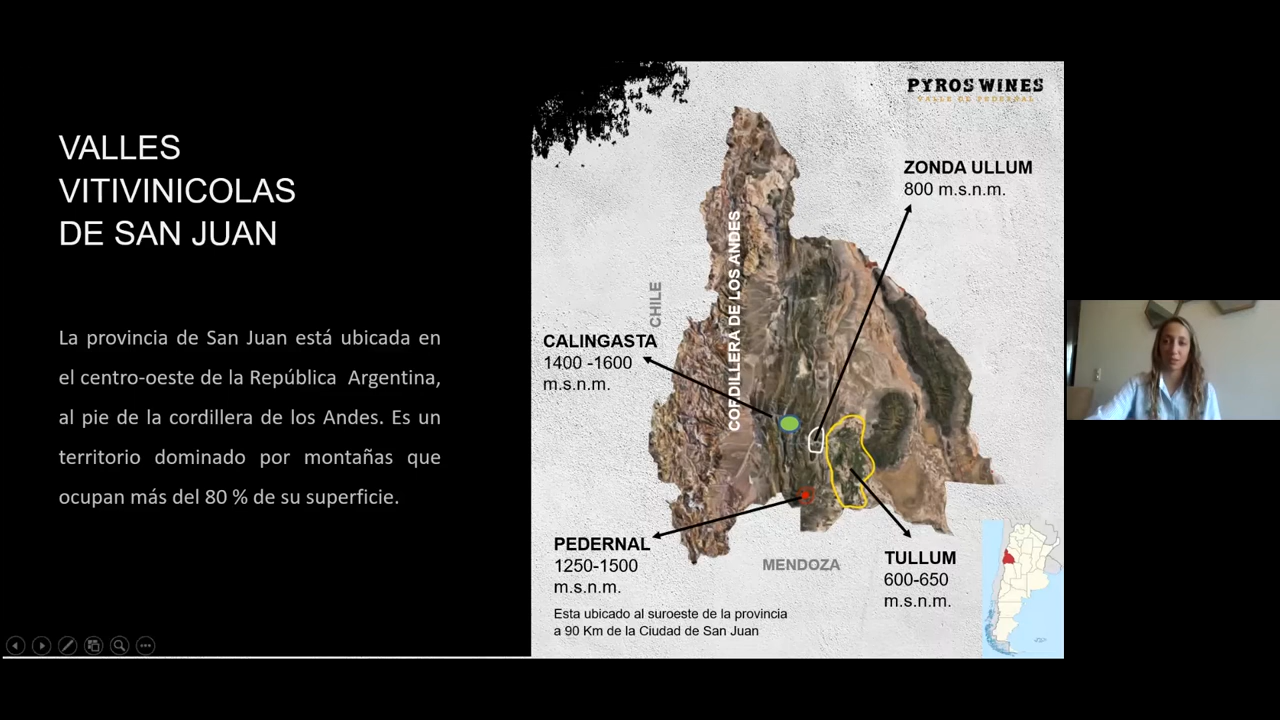 VALLES
VITIVINICOLAS
DE SAN JUAN
La provincia de San Juan está ubicada en
el centro-oeste de la República Argentina,
al pie de la cordillera de los Andes. Es un
territorio dominado por montañas que
ocupan más del 80 % de su superficie.
PYROS WINES
VALLE DE PEDERNAL
ZONDA ULLUM
800 m.s.n.m.
CORDILLERA DE LOS ANDES
CHILE
CALINGASTA
1400 -1600
m.s.n.m.
PEDERNAL
1250-1500
m.s.n.m.
Esta ubicado al suroeste de la provincia
a 90 Km de la Ciudad de San Juan
MENDOZA
TULLUM
600-650
m.s.n.m.